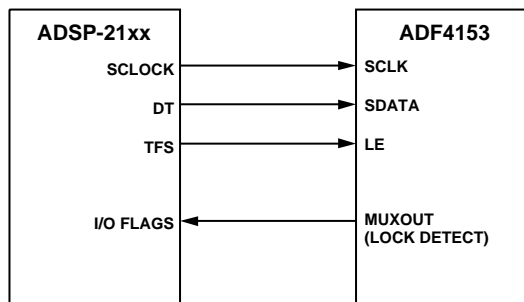 ADSP-21xx
ADF4153
SCLOCK
SCLK
DT
SDATA
TFS
LE
I/O FLAGS
MUXOUT
(LOCK DETECT)